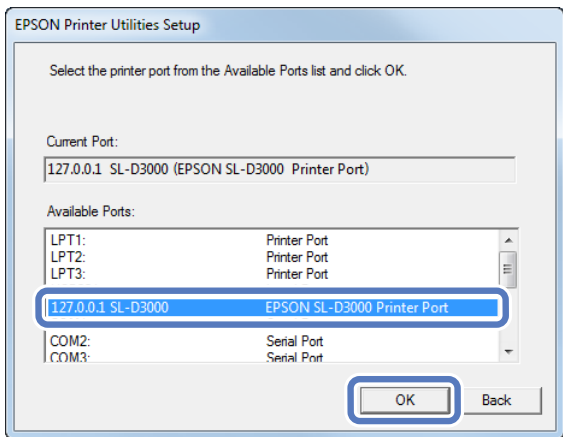 EPSON Printer Utilities Setup
Select the printer port from the Available Ports list and click OK.
Current Port:
127.0.0.1 SL-D3000 (EPSON SL-D3000 Printer Port)
Available Ports:
LPT1: Printer Port
LPT2: Printer Port
LPT3: Printer Port
127.0.0.1 SL-D3000 EPSON SL-D3000 Printer Port
COM2: Serial Port
COM3: Serial Port
OK Back